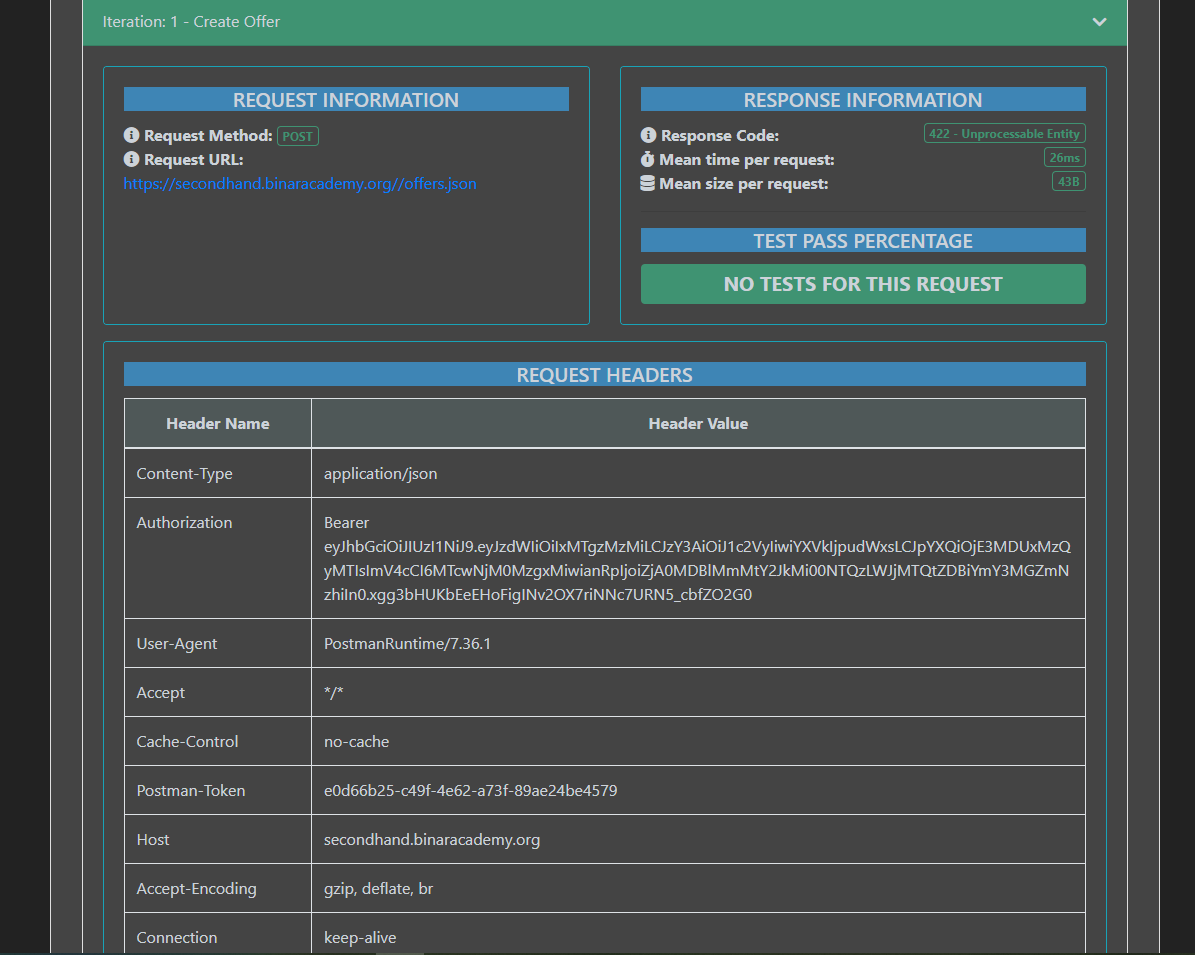 Iteration: 1 - Create Offer
REQUEST INFORMATION
Request Method: POST
Request URL:
https://secondhand.binaracademy.org//offers.json
RESPONSE INFORMATION
Response Code: 422 - Unprocessable Entity
Mean time per request: 26ms
Mean size per request: 43B
TEST PASS PERCENTAGE
NO TESTS FOR THIS REQUEST
REQUEST HEADERS
Header Name Header Value
Content-Type application/json
Authorization Bearer
eyJhbGciOiJIUzI1NiJ9.eyJzdWIiOiIxMTgzMzMiLCJzY3AiOiJ1c2VyIiwiYXVkIjpudWxsLCJpYXQiOjE3MDUxMzQ
yMTIsImV4cCI6MTcwNjM0MzgxMiwianRpIjoiZjA0MDBlMmMtY2JkMi00NTQzLWJjMTQtZDBiYmY3MGZmN
zhiIn0.xgg3bHUKbEeEHoFigINv2OX7riNNc7URN5_cbfZO2G0
User-Agent PostmanRuntime/7.36.1
Accept */*
Cache-Control no-cache
Postman-Token e0d66b25-c49f-4e62-a73f-89ae24be4579
Host secondhand.binaracademy.org
Accept-Encoding gzip, deflate, br
Connection keep-alive